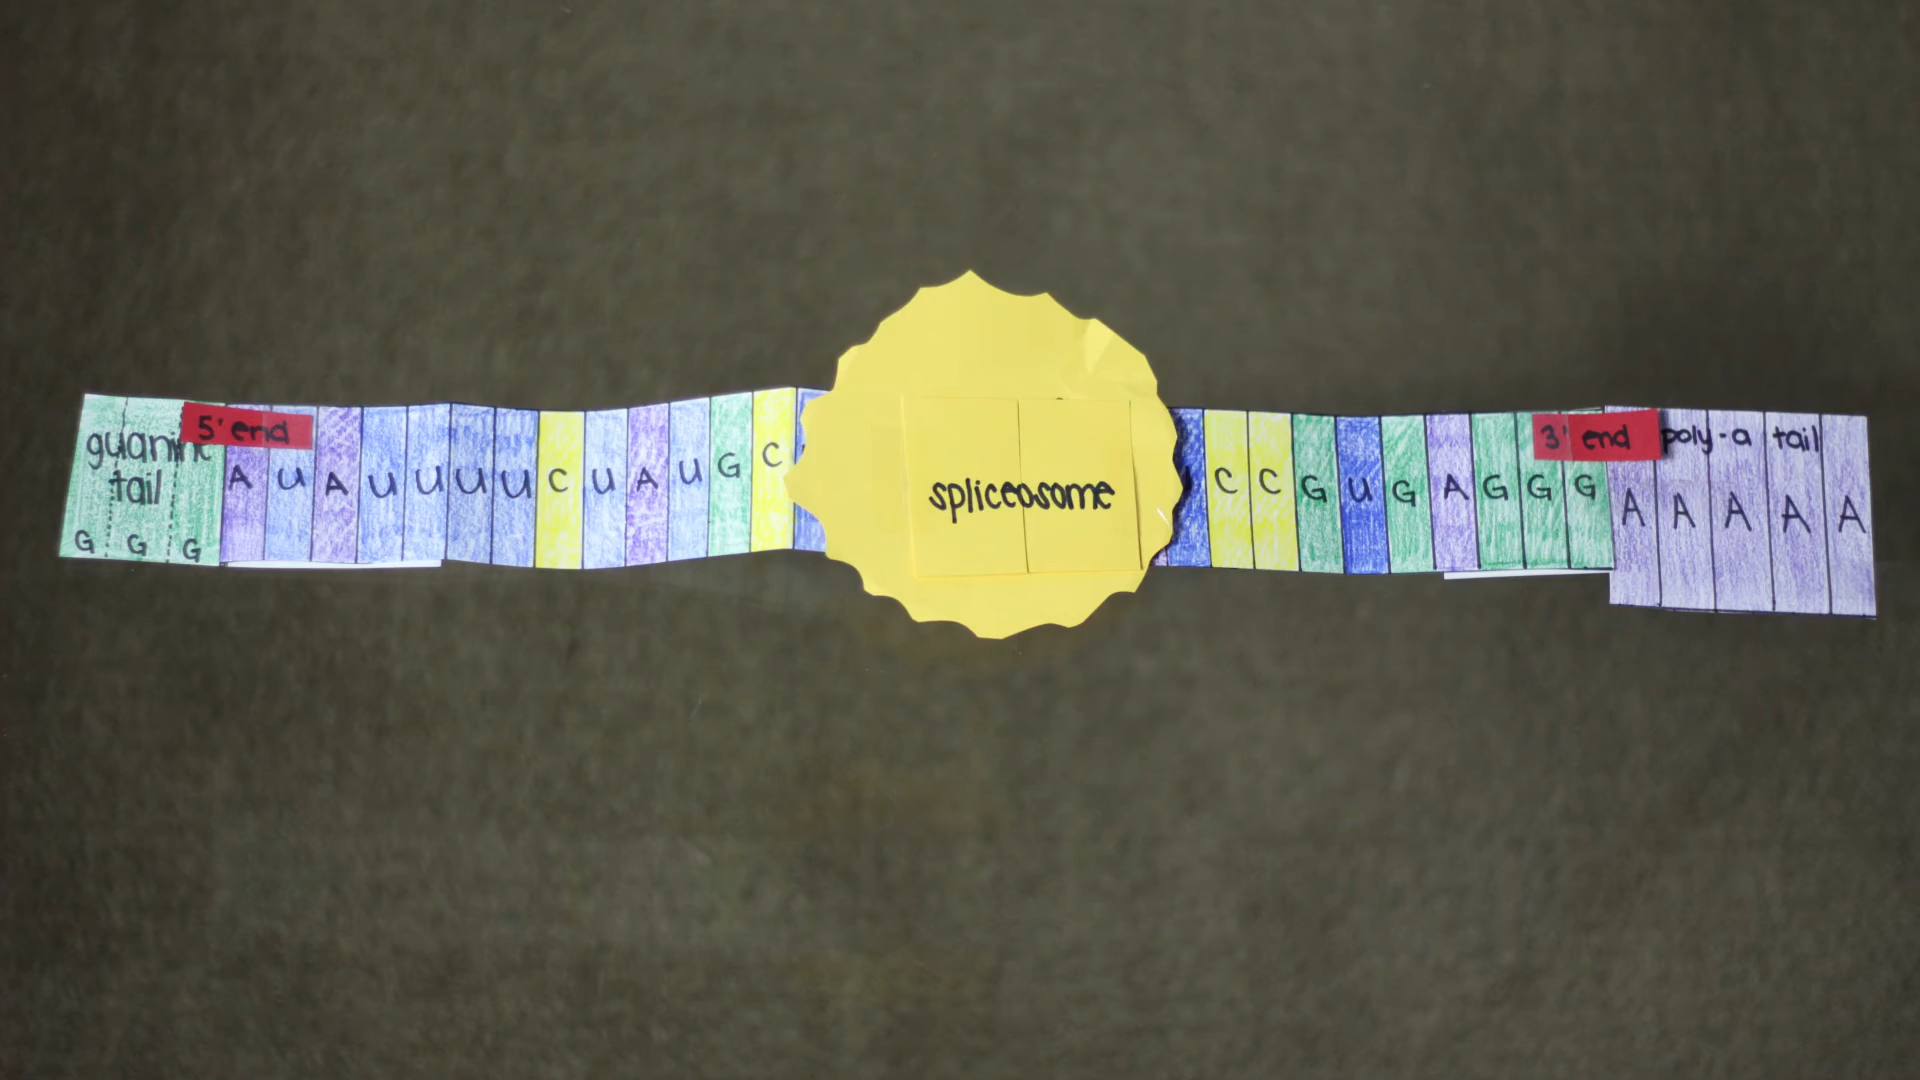 guanine
tail
G G G
5' end
A U A U U U U C U A U G C
spliceosome
C C G U G A G G G
3' end
poly-a tail
A A A A A